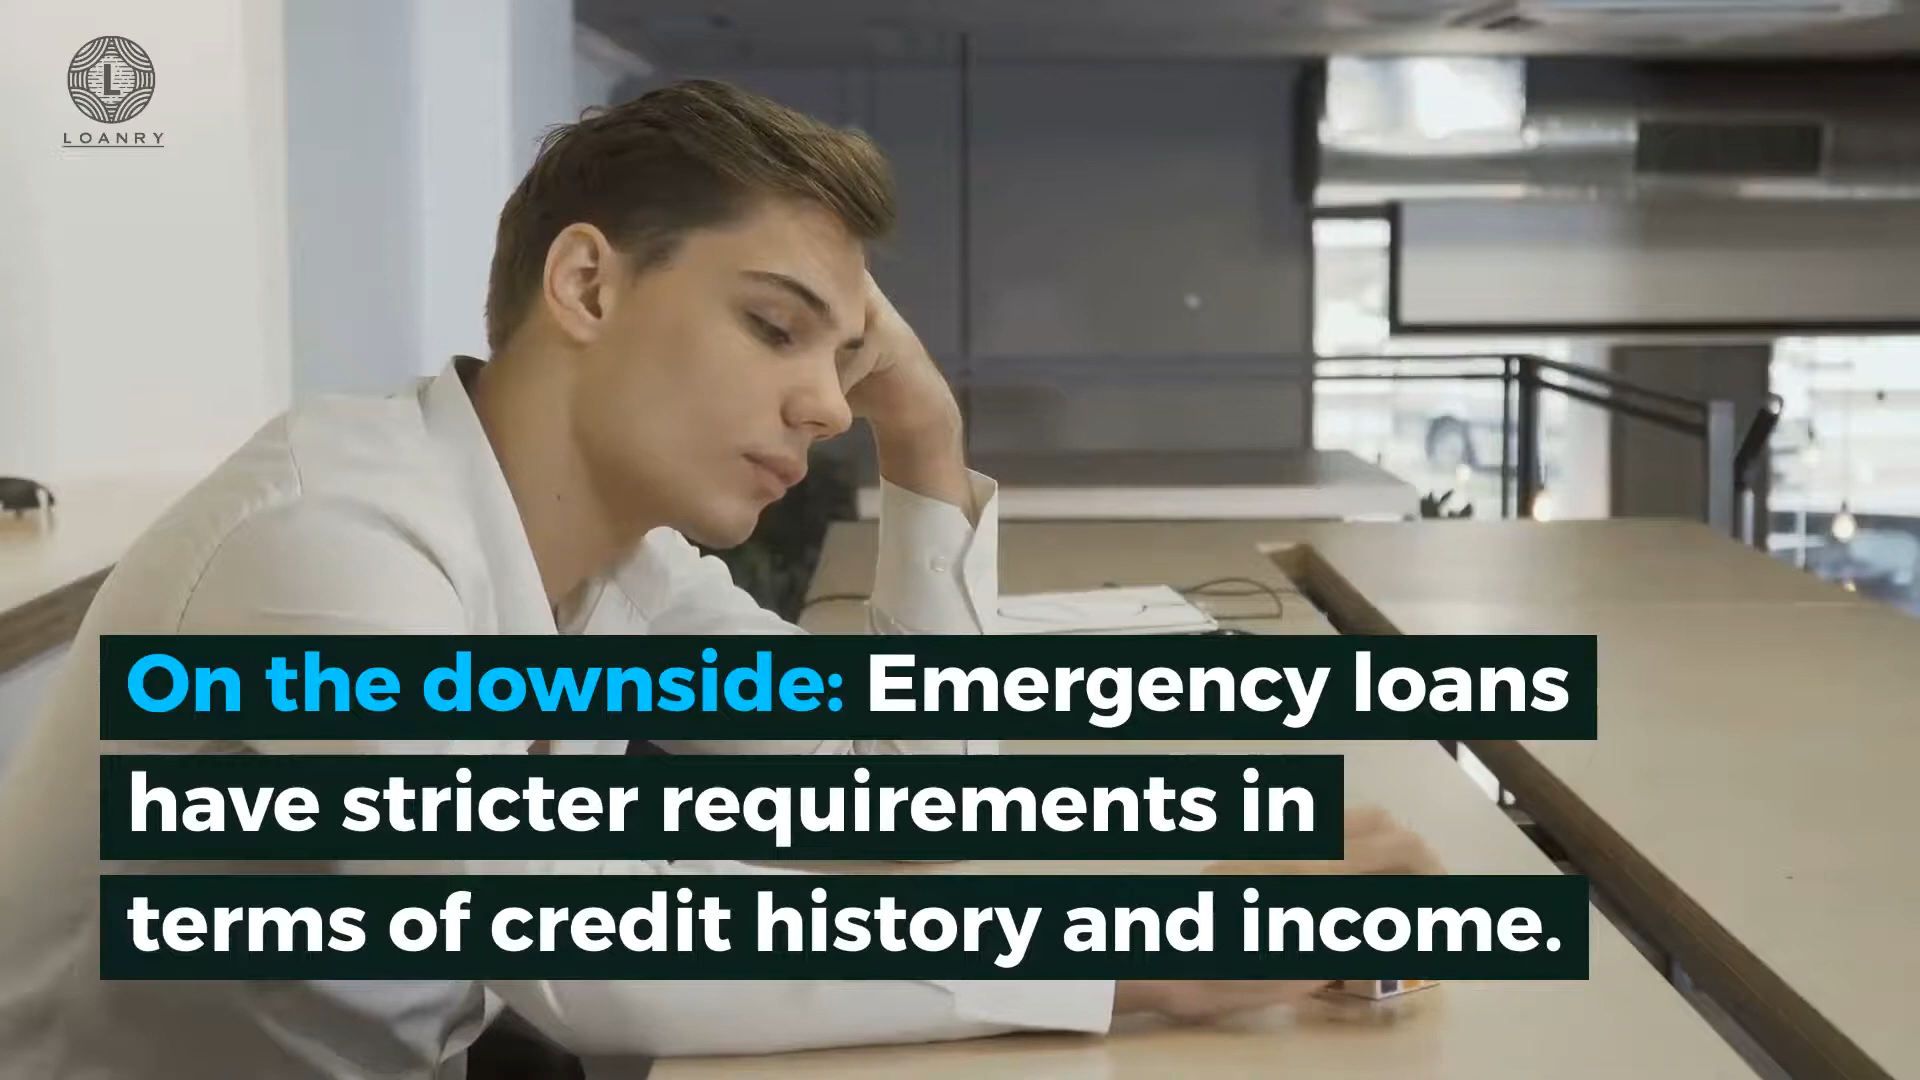 L
LOANRY
On the downside: Emergency loans
have stricter requirements in
terms of credit history and income.